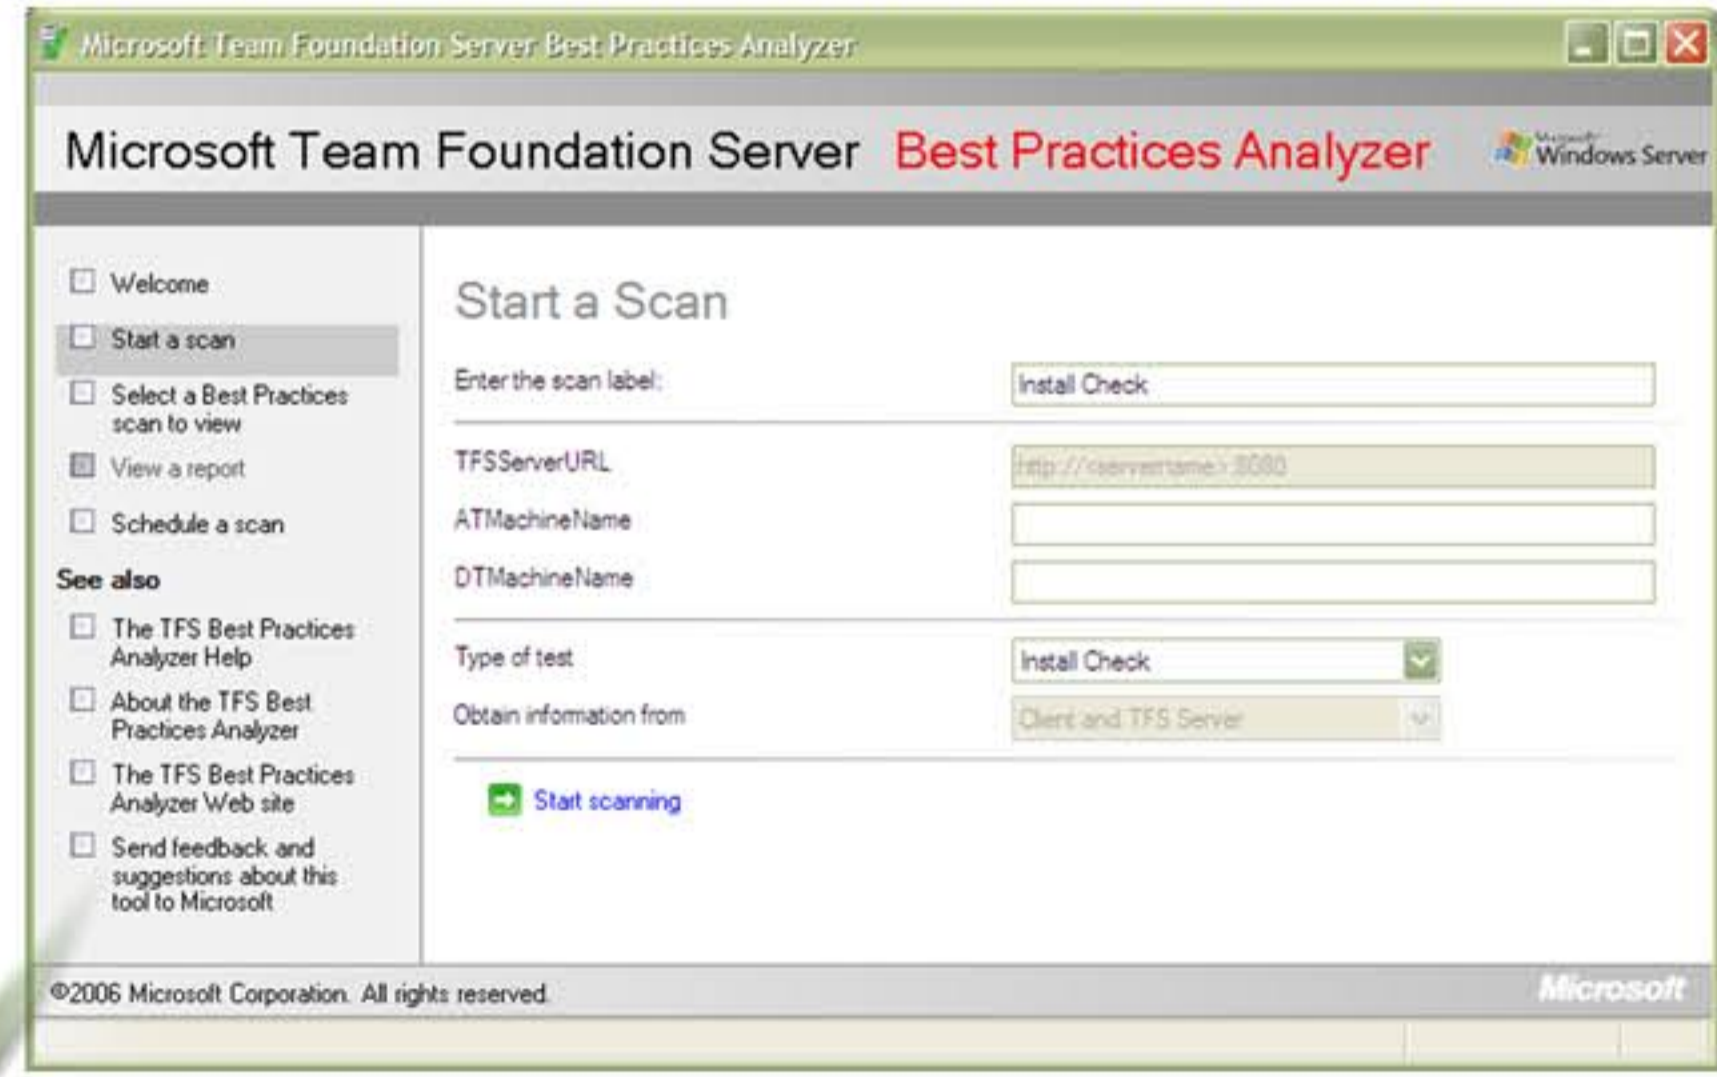 Microsoft Team Foundation Server Best Practices Analyzer
Microsoft Team Foundation Server Best Practices Analyzer
Microsoft
Windows Server
Welcome
Start a scan
Select a Best Practices
scan to view
View a report
Schedule a scan
See also
The TFS Best Practices
Analyzer Help
About the TFS Best
Practices Analyzer
The TFS Best Practices
Analyzer Web site
Send feedback and
suggestions about this
tool to Microsoft
Start a Scan
Enter the scan label:
Install Check
TFSServerURL
http://<servername>:8080
ATMachineName
DTMachineName
Type of test
Install Check
Obtain information from
Client and TFS Server
Start scanning
©2006 Microsoft Corporation. All rights reserved.
Microsoft